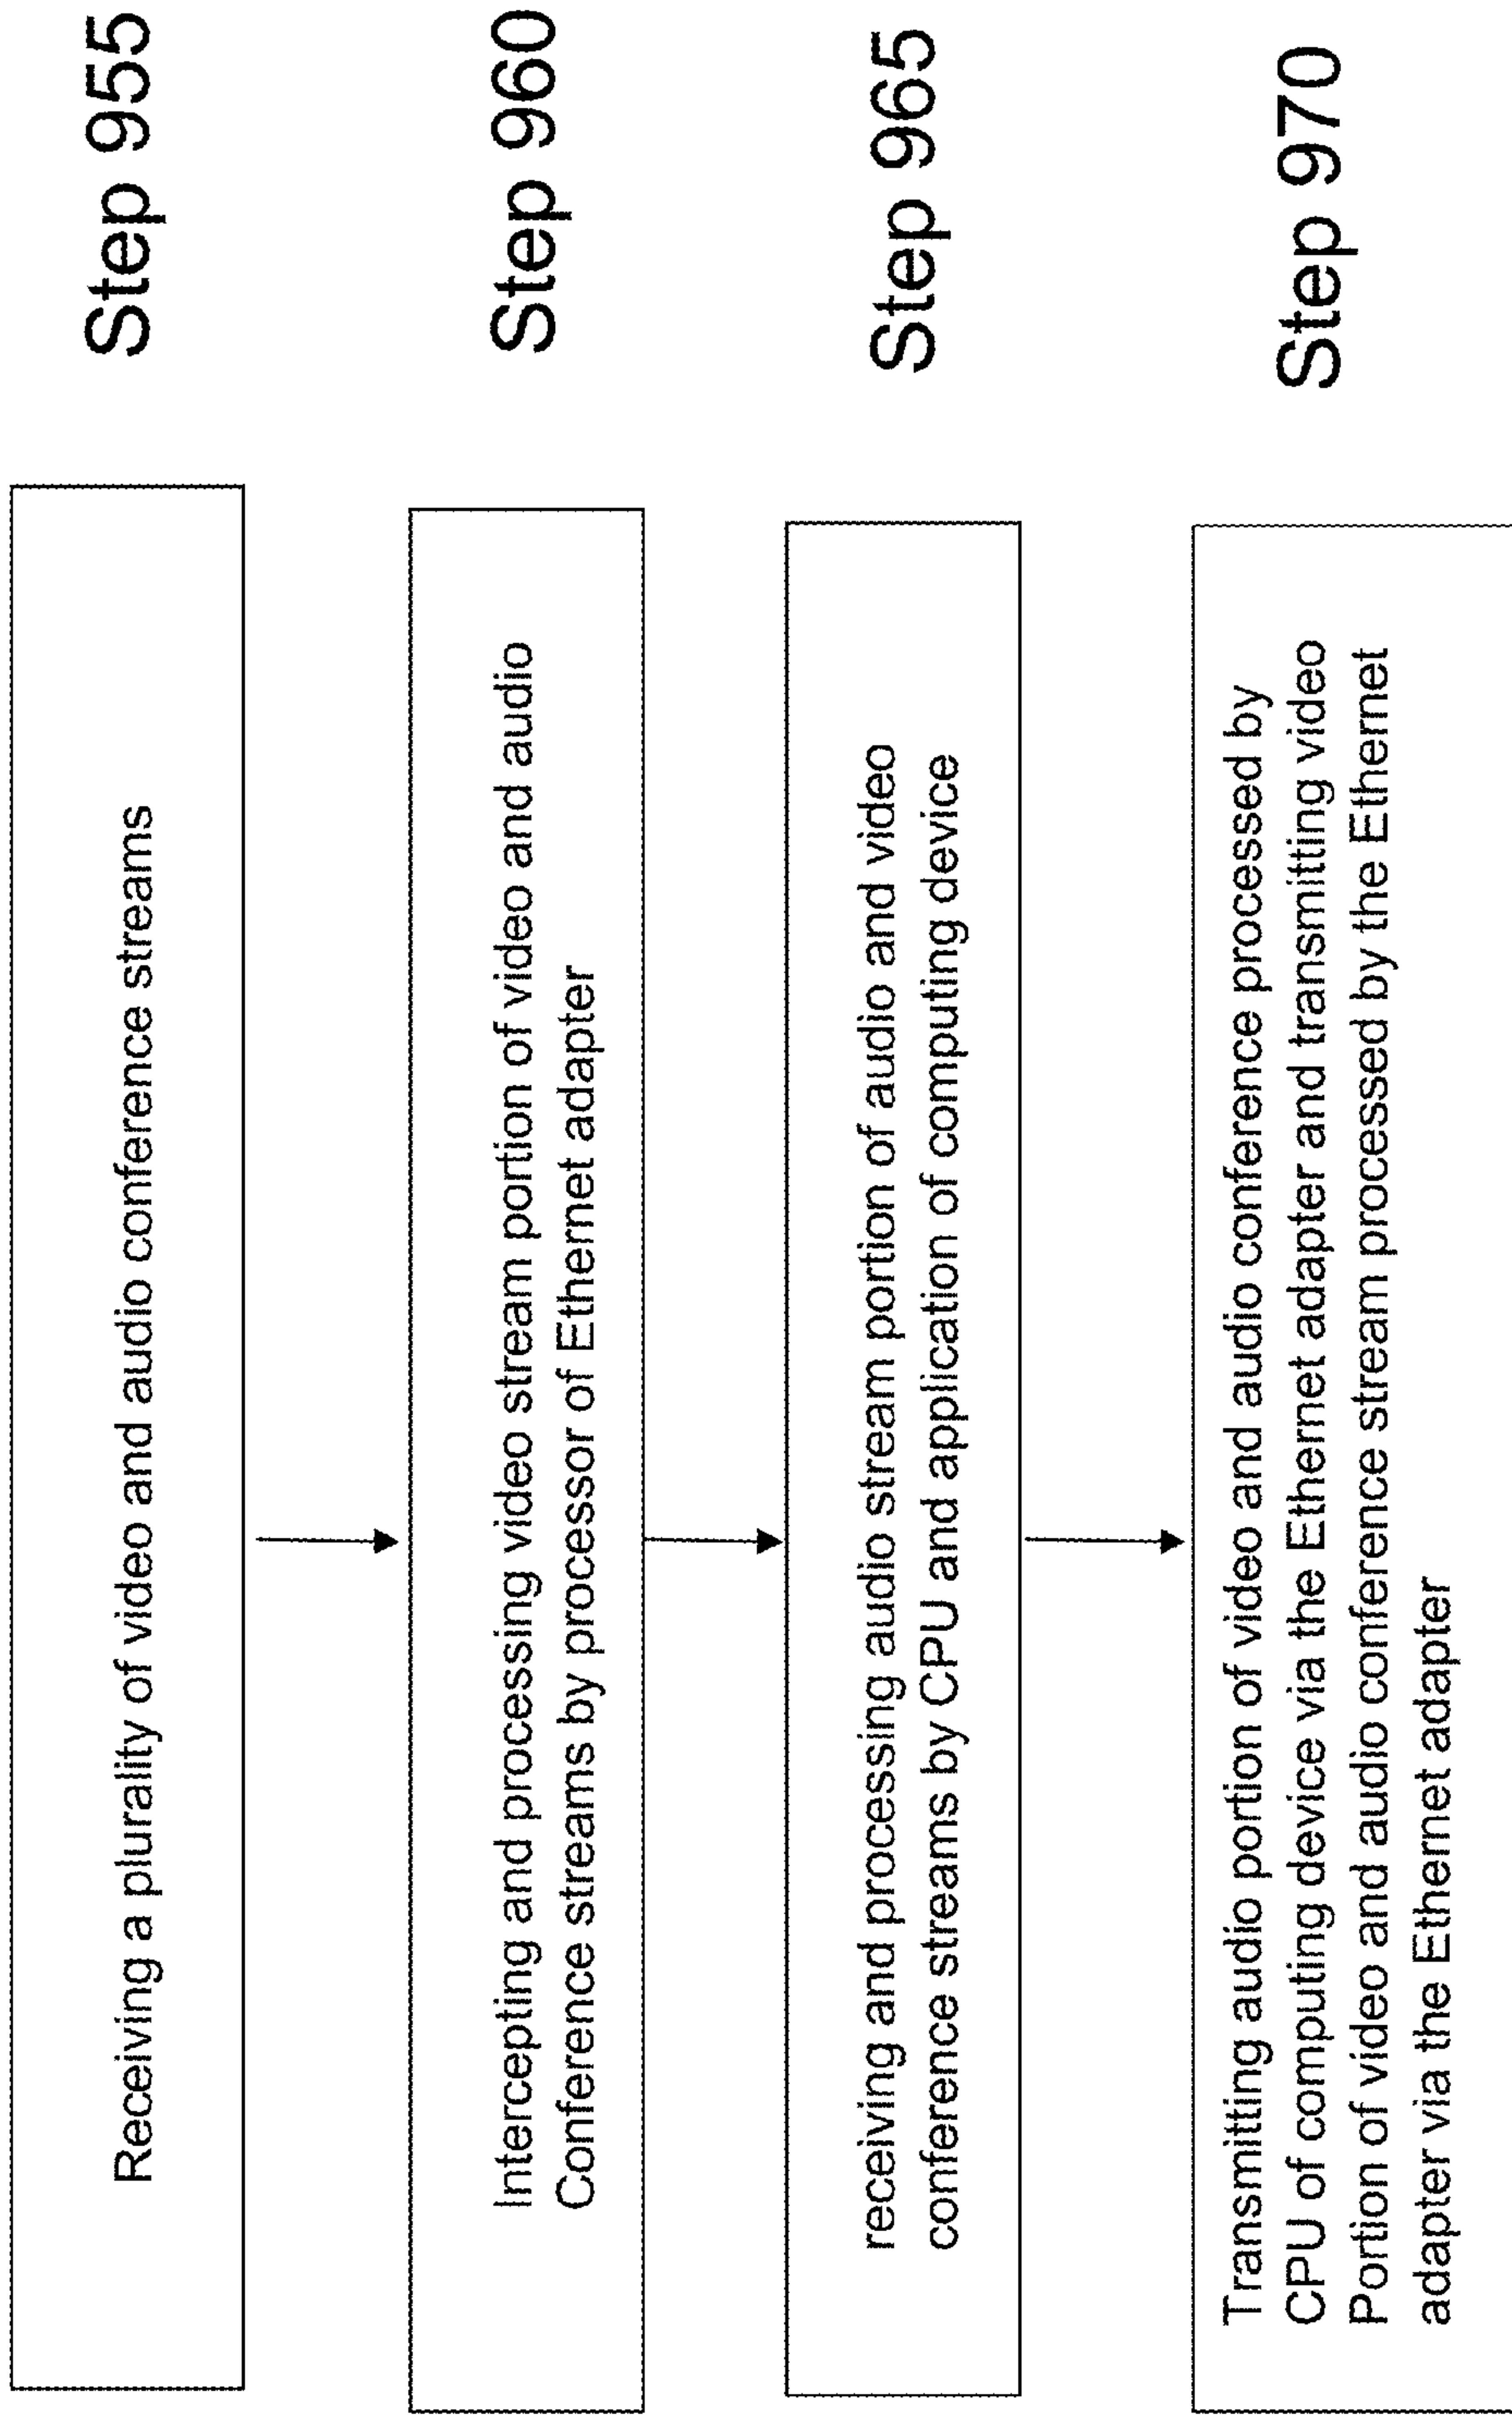 Receiving a plurality of video and audio conference streams
Step 955
Intercepting and processing video stream portion of video and audio
Conference streams by processor of Ethernet adapter
Step 960
receiving and processing audio stream portion of audio and video
conference streams by CPU and application of computing device
Step 965
Transmitting audio portion of video and audio conference processed by
CPU of computing device via the Ethernet adapter and transmitting video
Portion of video and audio conference stream processed by the Ethernet
adapter via the Ethernet adapter
Step 970